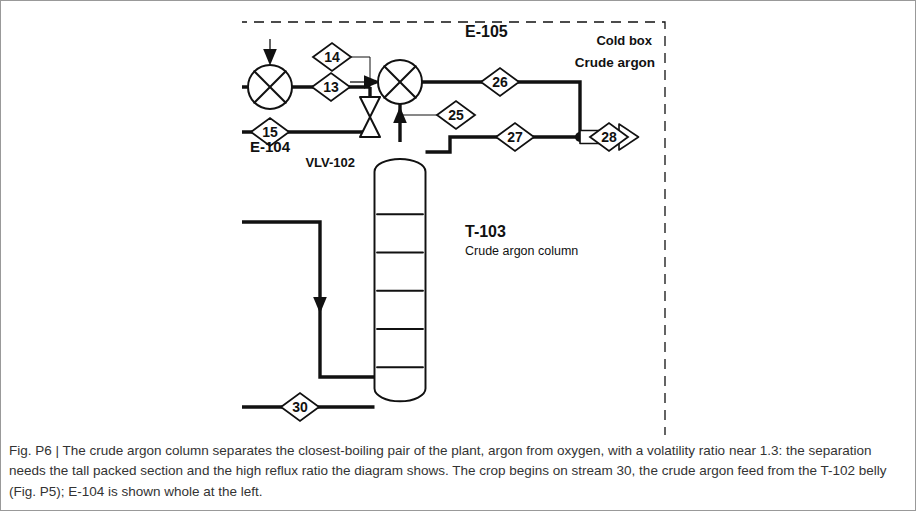 E-105
Cold box
Crude argon
14
13
26
25
15
E-104
27
28
VLV-102
T-103
Crude argon column
30
Fig. P6 | The crude argon column separates the closest-boiling pair of the plant, argon from oxygen, with a volatility ratio near 1.3: the separation
needs the tall packed section and the high reflux ratio the diagram shows. The crop begins on stream 30, the crude argon feed from the T-102 belly
(Fig. P5); E-104 is shown whole at the left.